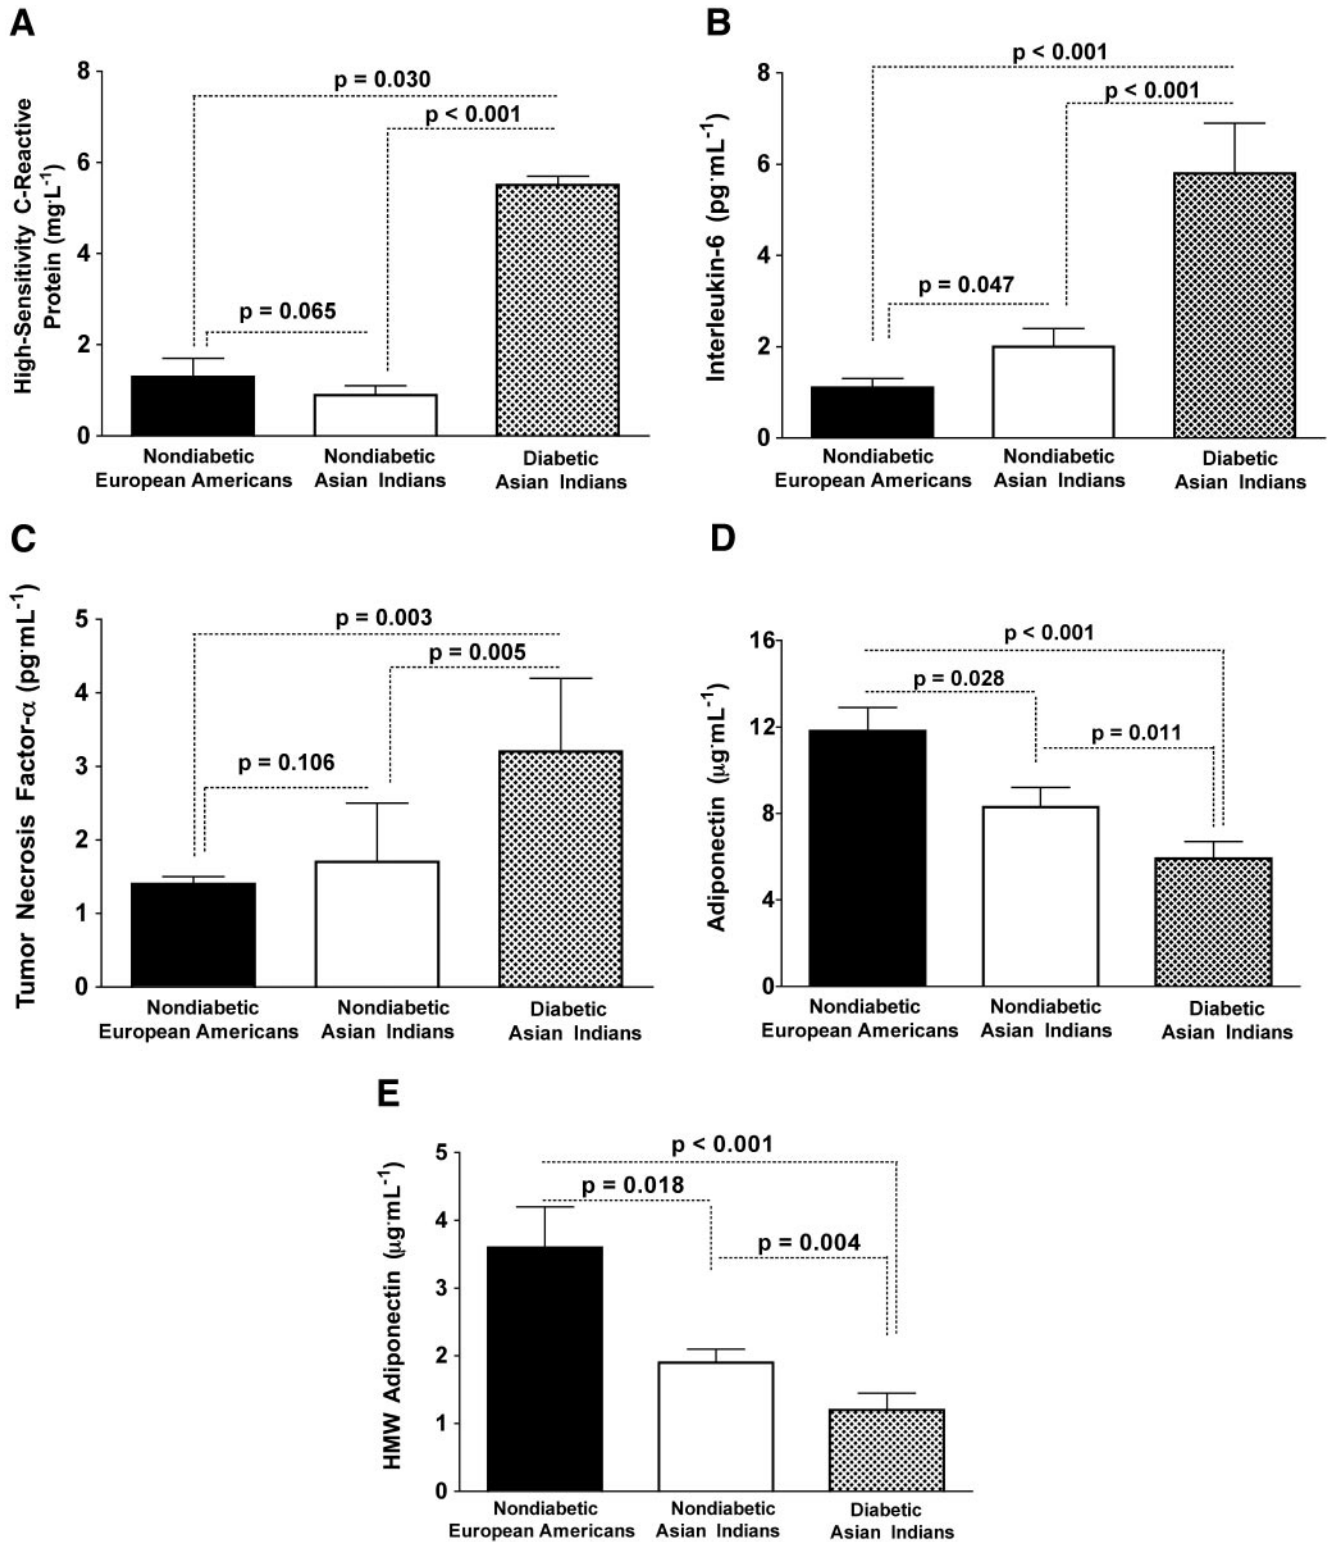 A
High-Sensitivity C-Reactive
Protein (mg·L-1)
8
6
4
2
0
p = 0.030
p < 0.001
p = 0.065
Nondiabetic
European Americans
Nondiabetic
Asian Indians
Diabetic
Asian Indians
B
Interleukin-6 (pg·mL-1)
8
6
4
2
0
p < 0.001
p < 0.001
p = 0.047
Nondiabetic
European Americans
Nondiabetic
Asian Indians
Diabetic
Asian Indians
C
Tumor Necrosis Factor-α (pg·mL-1)
5
4
3
2
1
0
p = 0.003
p = 0.005
p = 0.106
Nondiabetic
European Americans
Nondiabetic
Asian Indians
Diabetic
Asian Indians
D
Adiponectin (μg·mL-1)
16
12
8
4
0
p < 0.001
p = 0.028
p = 0.011
Nondiabetic
European Americans
Nondiabetic
Asian Indians
Diabetic
Asian Indians
E
HMW Adiponectin (μg·mL-1)
5
4
3
2
1
0
p < 0.001
p = 0.018
p = 0.004
Nondiabetic
European Americans
Nondiabetic
Asian Indians
Diabetic
Asian Indians